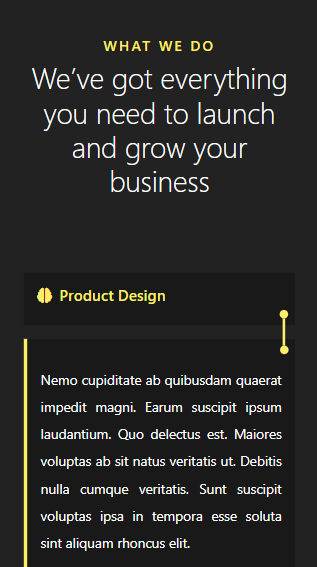 WHAT WE DO
We’ve got everything
you need to launch
and grow your
business
Product Design
Nemo cupiditate ab quibusdam quaerat
impedit magni. Earum suscipit ipsum
laudantium. Quo delectus est. Maiores
voluptas ab sit natus veritatis ut. Debitis
nulla cumque veritatis. Sunt suscipit
voluptas ipsa in tempora esse soluta
sint aliquam rhoncus elit.